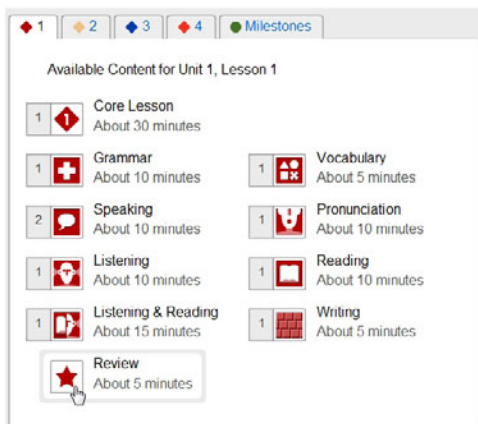 1 2 3 4 Milestones
Available Content for Unit 1, Lesson 1
1 1 Core Lesson
About 30 minutes
1 Grammar
About 10 minutes
1 Vocabulary
About 5 minutes
2 Speaking
About 10 minutes
1 Pronunciation
About 10 minutes
1 Listening
About 10 minutes
1 Reading
About 10 minutes
1 Listening & Reading
About 15 minutes
1 Writing
About 5 minutes
Review
About 5 minutes